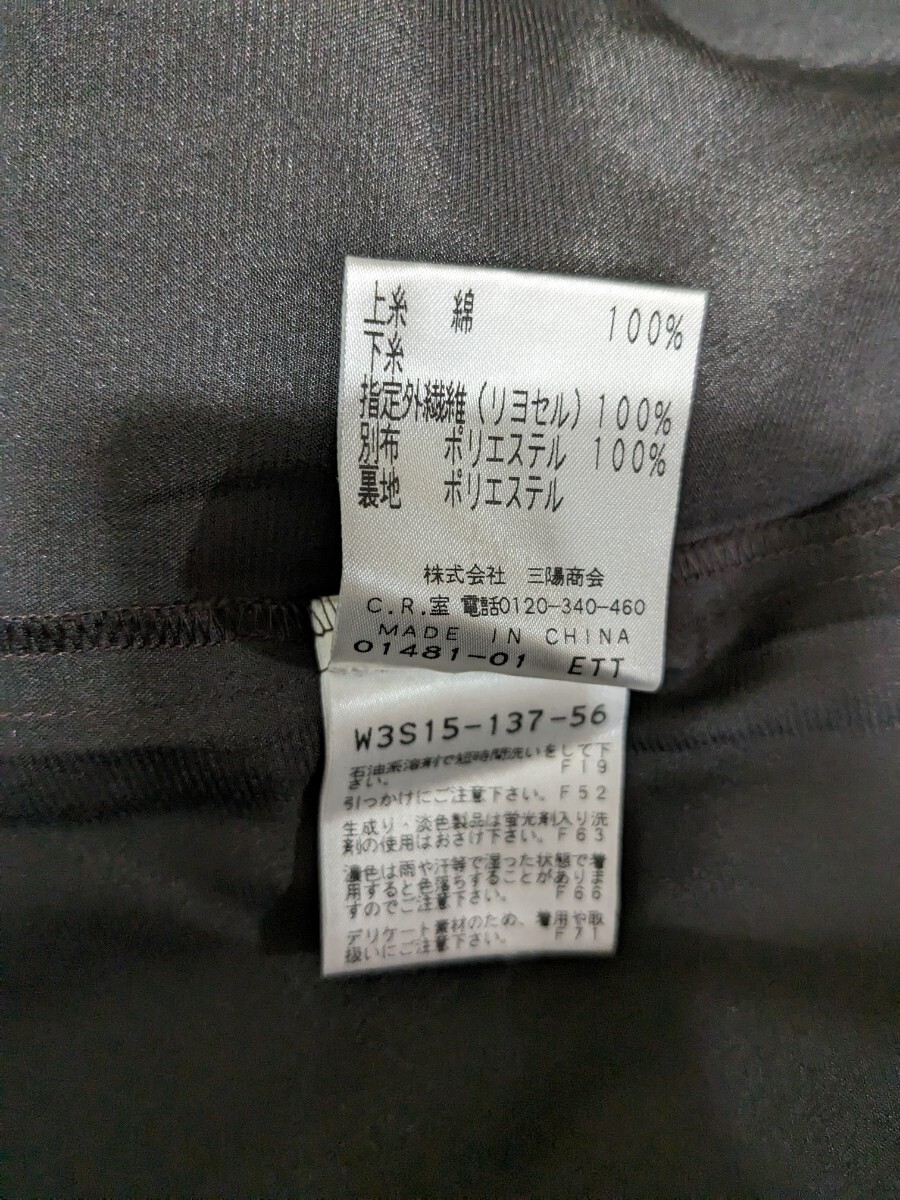 上糸 綿 100%
下糸
指定外繊維(リヨセル)100%
別布 ポリエステル 100%
裏地 ポリエステル
株式会社 三陽商会
C.R.室 電話0120-340-460
MADE IN CHINA
01481-01 ETT
W3S15-137-56
石油系溶剤で短時間洗いをして下
さい。 F19
引っかけにご注意下さい。F52
生成り・淡色製品は蛍光剤入り洗
剤の使用はおさけ下さい。F63
濃色は雨や汗等で湿った状態で着
用すると色落ちすることがありま
すのでご注意下さい。 F66
デリケート素材のため、着用や取
扱いにご注意下さい。 F71